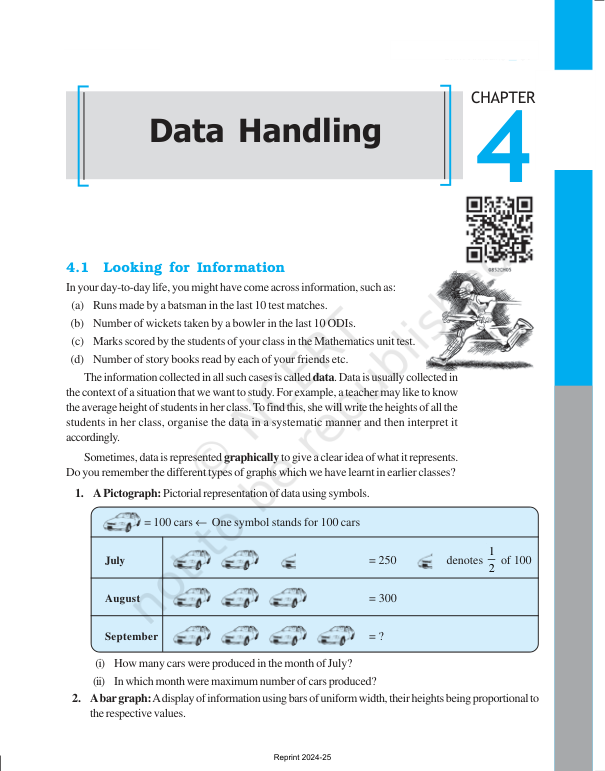 CHAPTER
Data Handling
4
4.1 Looking for Information
In your day-to-day life, you might have come across information, such as:
(a) Runs made by a batsman in the last 10 test matches.
(b) Number of wickets taken by a bowler in the last 10 ODIs.
(c) Marks scored by the students of your class in the Mathematics unit test.
(d) Number of story books read by each of your friends etc.
The information collected in all such cases is called data. Data is usually collected in
the context of a situation that we want to study. For example, a teacher may like to know
the average height of students in her class. To find this, she will write the heights of all the
students in her class, organise the data in a systematic manner and then interpret it
accordingly.
Sometimes, data is represented graphically to give a clear idea of what it represents.
Do you remember the different types of graphs which we have learnt in earlier classes?
1. A Pictograph: Pictorial representation of data using symbols.
= 100 cars ← One symbol stands for 100 cars
July = 250 denotes 1/2 of 100
August = 300
September = ?
(i) How many cars were produced in the month of July?
(ii) In which month were maximum number of cars produced?
2. A bar graph: A display of information using bars of uniform width, their heights being proportional to
the respective values.
Reprint 2024-25
© NCERT
not to be republished